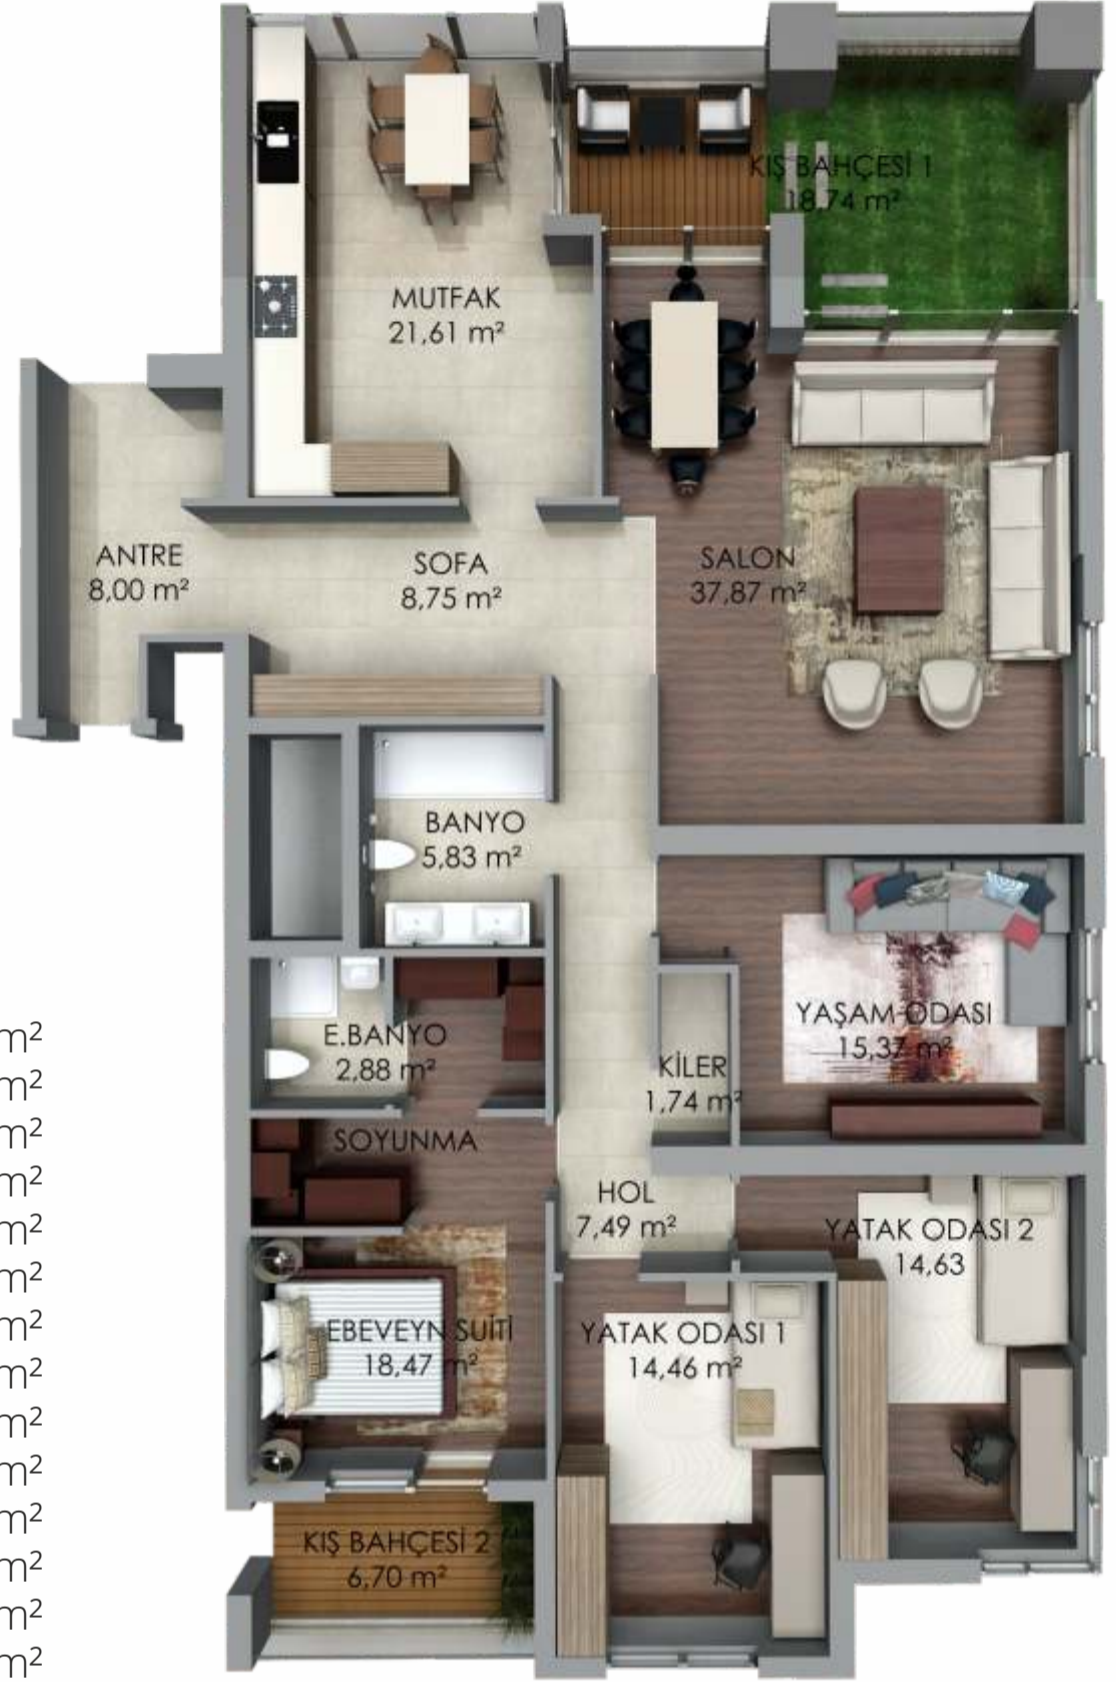 KIŞ BAHÇESİ 1
18,74 m²
MUTFAK
21,61 m²
ANTRE
8,00 m²
SOFA
8,75 m²
SALON
37,87 m²
BANYO
5,83 m²
YAŞAM ODASI
15,37 m²
E.BANYO
2,88 m²
KİLER
1,74 m²
SOYUNMA
HOL
7,49 m²
YATAK ODASI 2
14,63
EBEVEYN SUİTİ
18,47 m²
YATAK ODASI 1
14,46 m²
KIŞ BAHÇESİ 2
6,70 m²
m²
m²
m²
m²
m²
m²
m²
m²
m²
m²
m²
m²
m²
m²